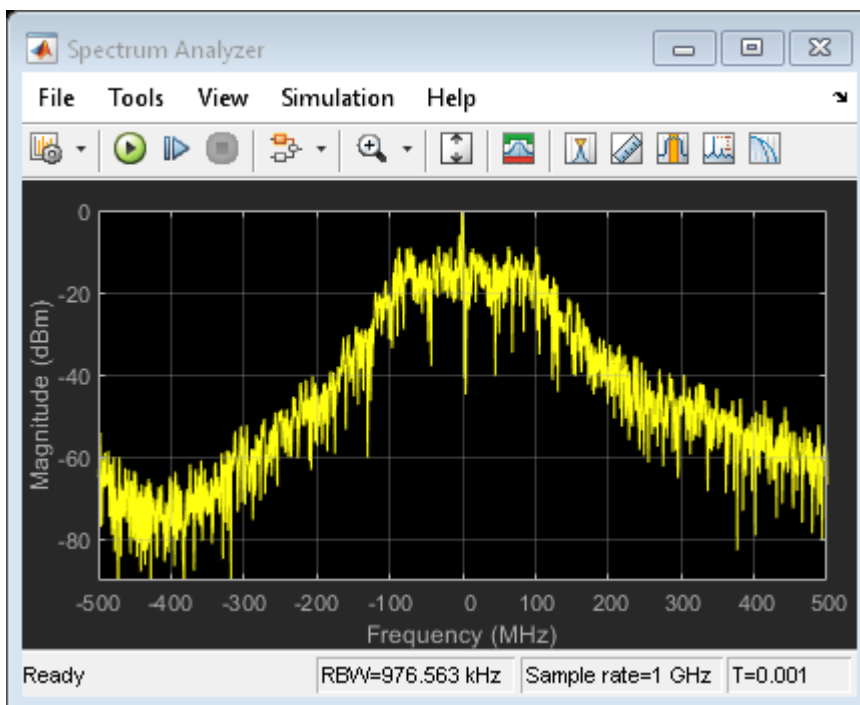 Spectrum Analyzer
File Tools View Simulation Help
0
-20
-40
-60
-80
Magnitude (dBm)
-500 -400 -300 -200 -100 0 100 200 300 400 500
Frequency (MHz)
Ready RBW=976.563 kHz Sample rate=1 GHz T=0.001